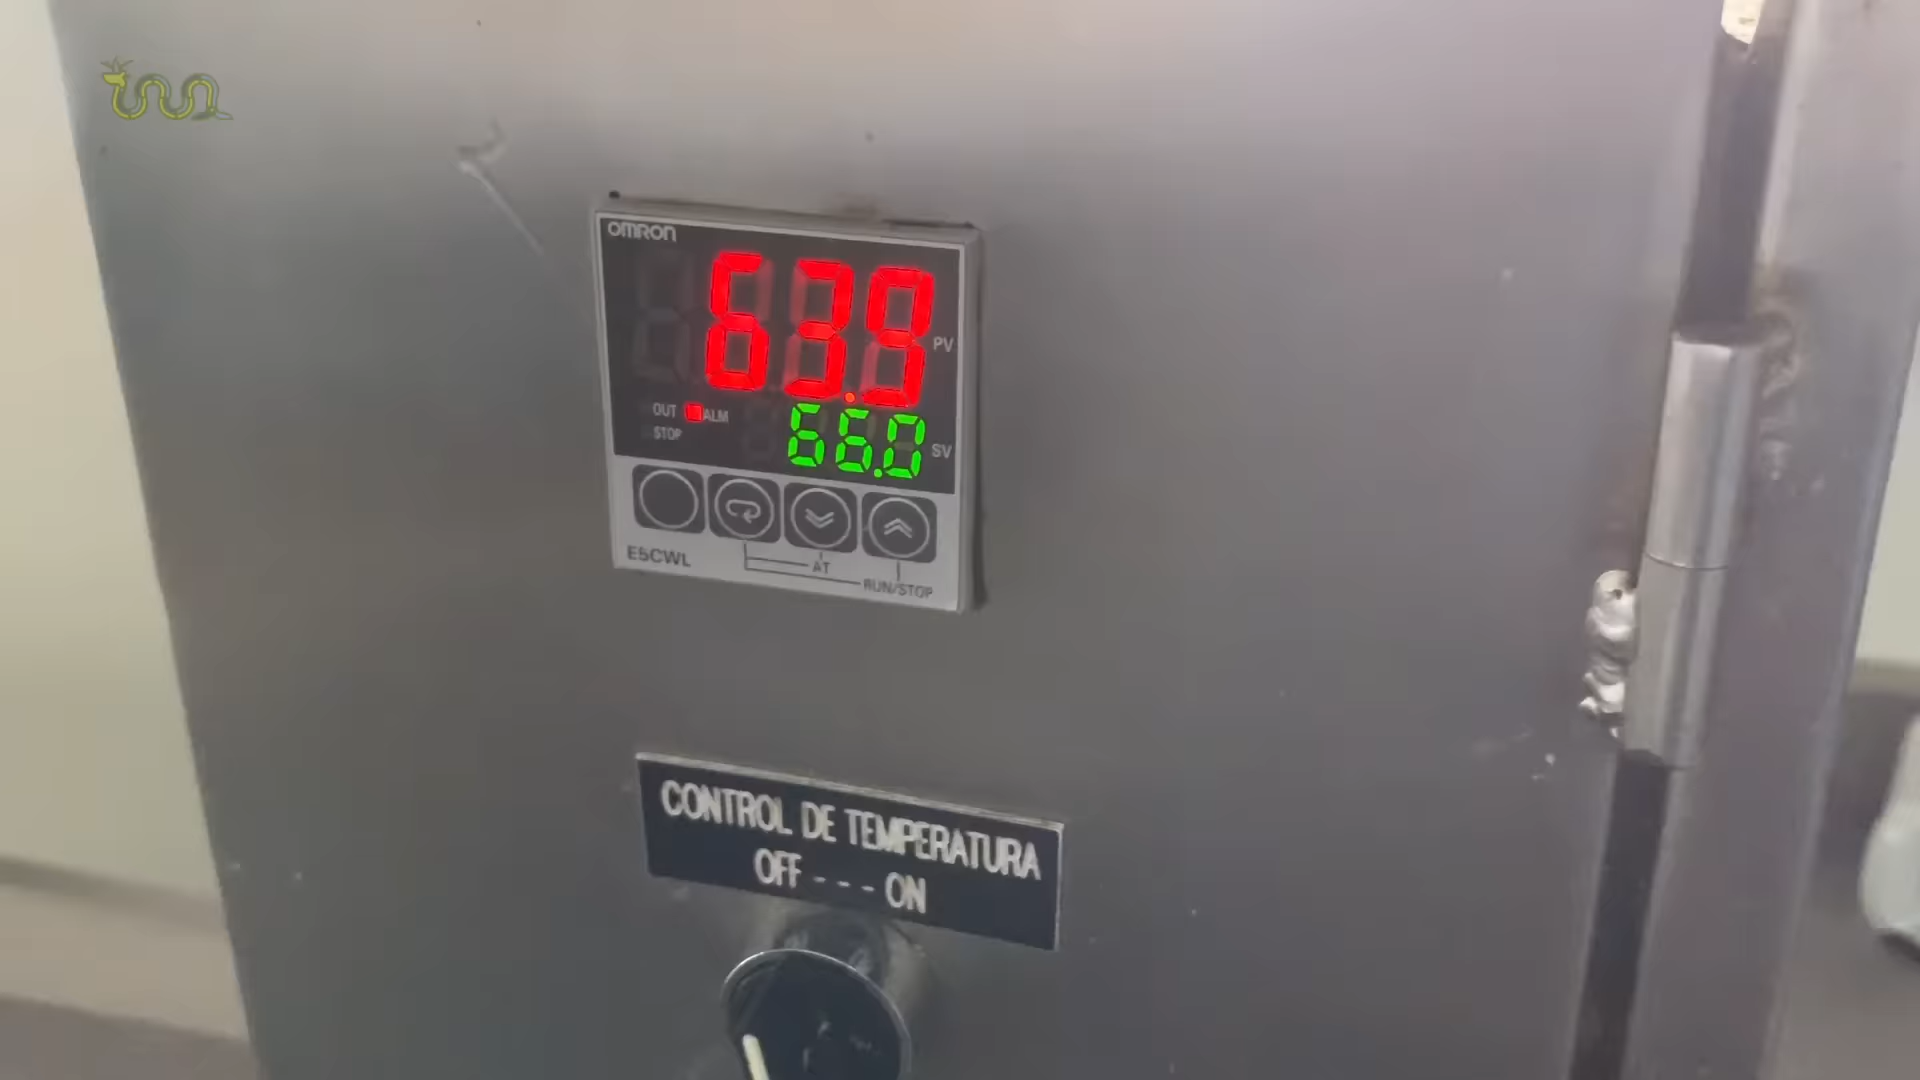 OMRON
63.9
PV
OUT ALM
STOP
66.0
SV
E5CWL
AT
RUN/STOP
CONTROL DE TEMPERATURA
OFF --- ON